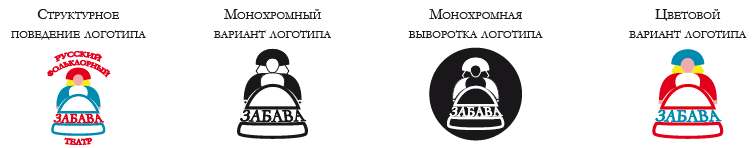 Структурное
поведение логотипа
РУССКИЙ
ФОЛЬКЛОРНЫЙ
ЗАБАВА
ТЕАТР
Монохромный
вариант логотипа
ЗАБАВА
Монохромная
выворотка логотипа
ЗАБАВА
Цветовой
вариант логотипа
ЗАБАВА